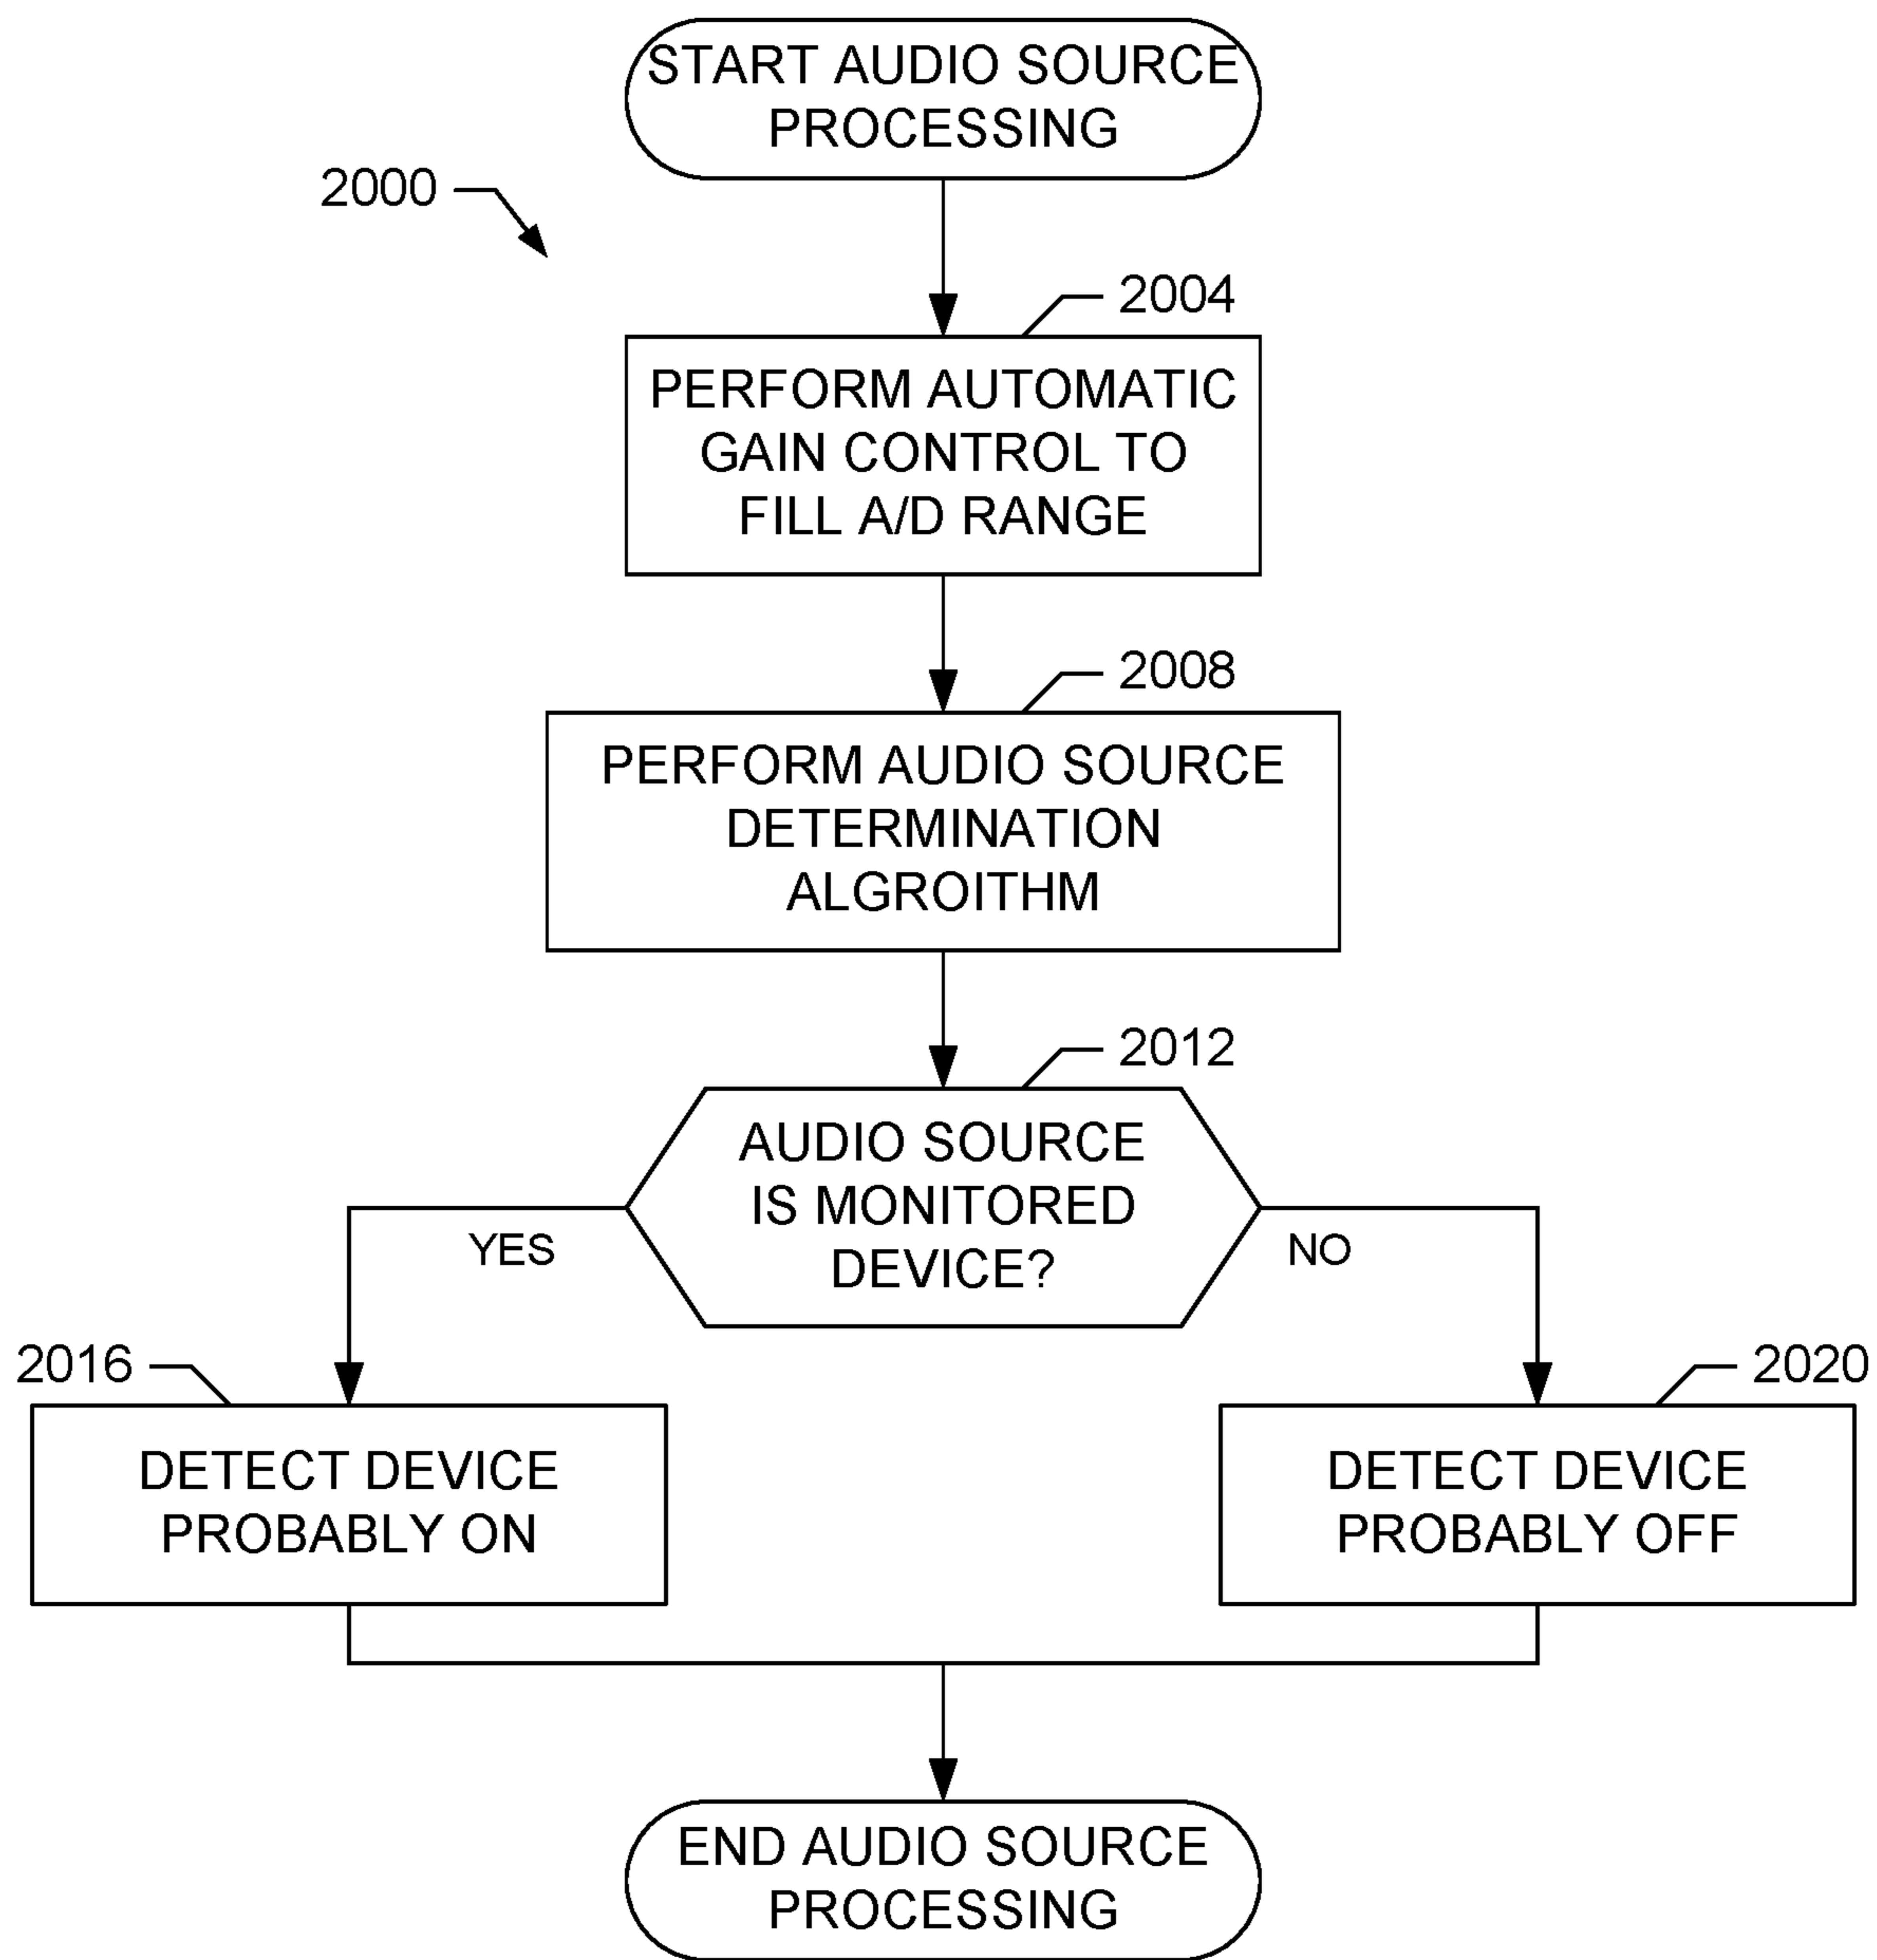 START AUDIO SOURCE
PROCESSING
2000
2004
PERFORM AUTOMATIC
GAIN CONTROL TO
FILL A/D RANGE
2008
PERFORM AUDIO SOURCE
DETERMINATION
ALGROITHM
2012
AUDIO SOURCE
IS MONITORED
DEVICE?
YES
NO
2016
DETECT DEVICE
PROBABLY ON
2020
DETECT DEVICE
PROBABLY OFF
END AUDIO SOURCE
PROCESSING